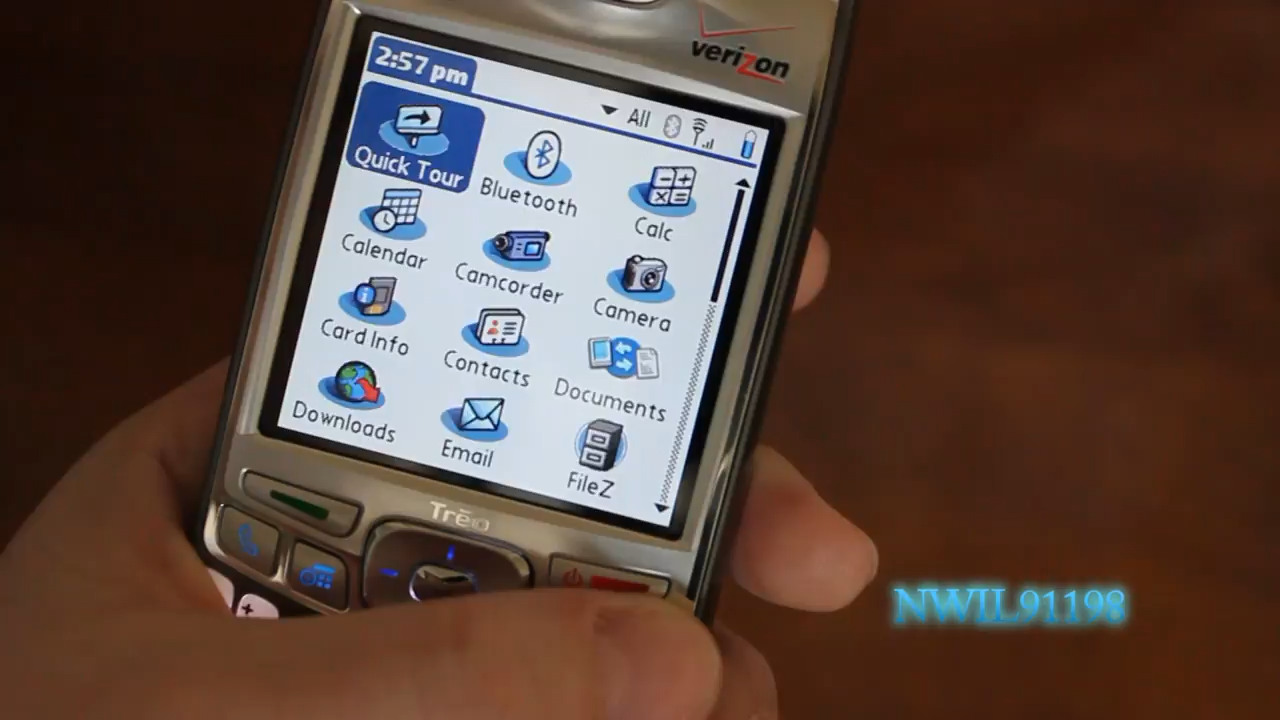 verizon
2:57 pm
All
Quick Tour
Bluetooth
Calc
Calendar
Camcorder
Camera
Card Info
Contacts
Documents
Downloads
Email
FileZ
Trēo
NWIL91198